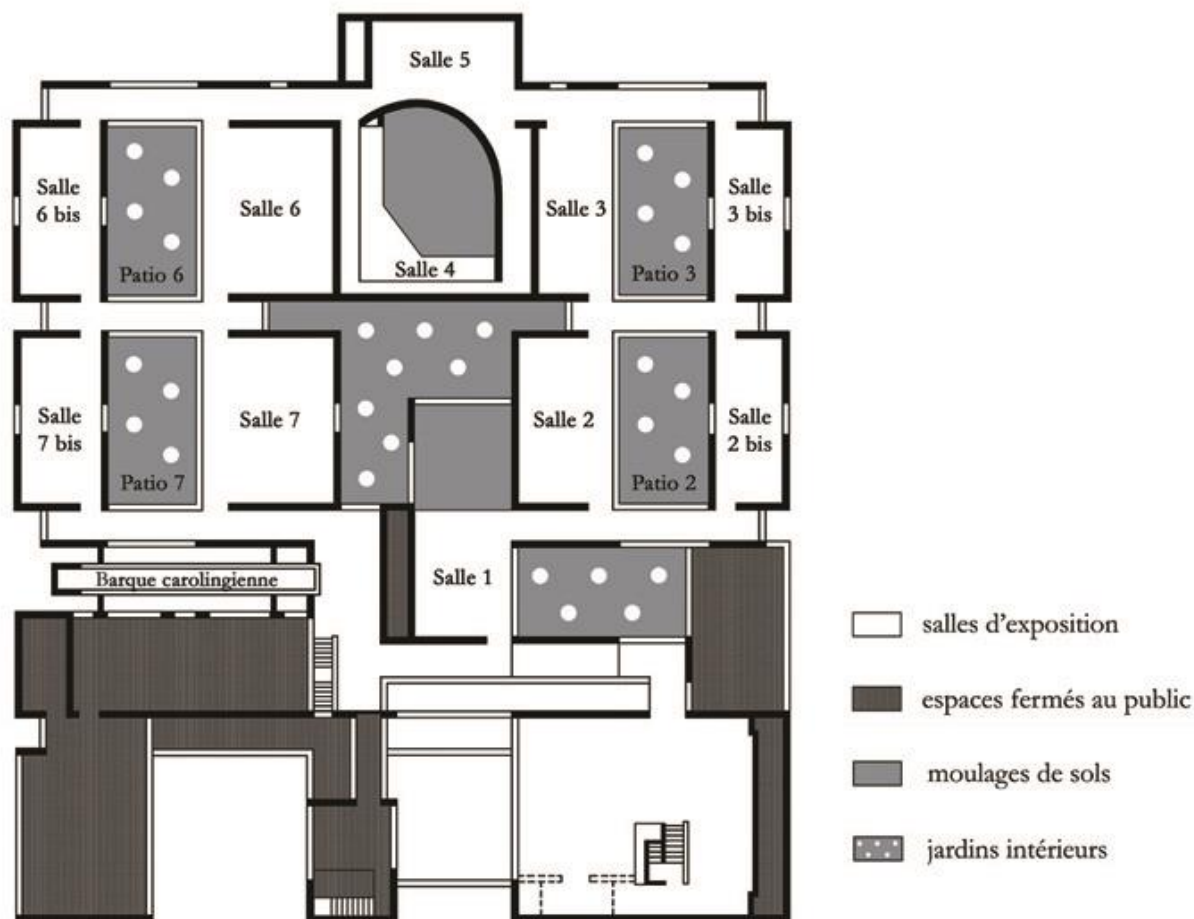 Salle 5
Salle
6 bis
Patio 6
Salle 6
Salle 4
Salle 3
Patio 3
Salle
3 bis
Salle
7 bis
Patio 7
Salle 7
Salle 2
Patio 2
Salle
2 bis
Barque carolingienne
Salle 1
salles d'exposition
espaces fermés au public
moulages de sols
jardins intérieurs